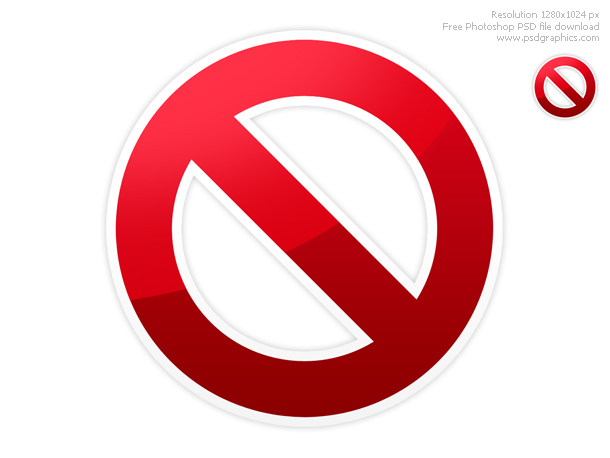 Resolution 1280x1024 px
Free Photoshop PSD file download
www.psdgraphics.com